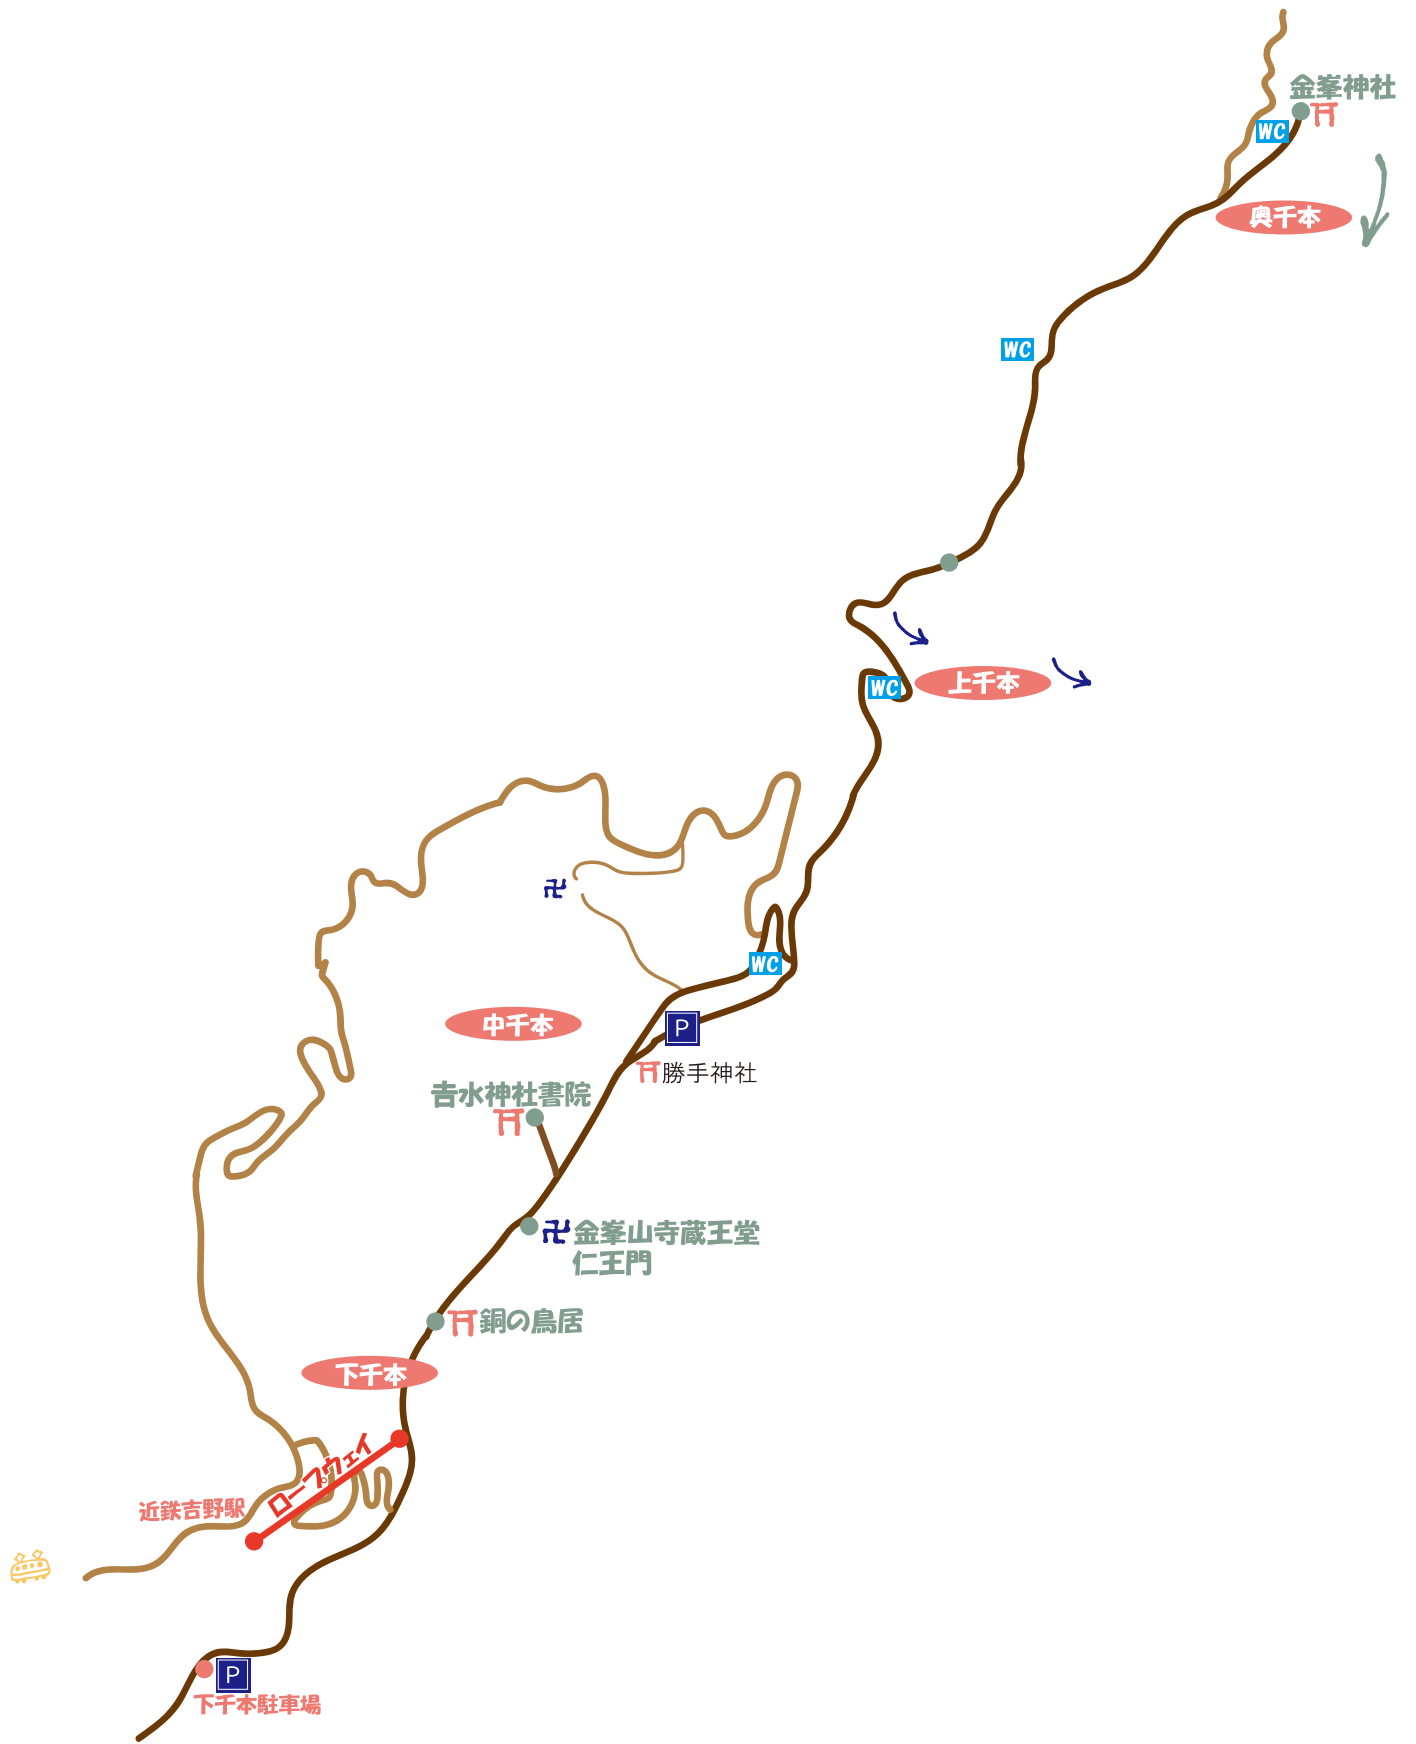 金峯神社
WC
奥千本
WC
上千本
WC
WC
中千本
P
勝手神社
吉水神社書院
金峯山寺蔵王堂
仁王門
銅の鳥居
下千本
ロープウェイ
近鉄吉野駅
P
下千本駐車場